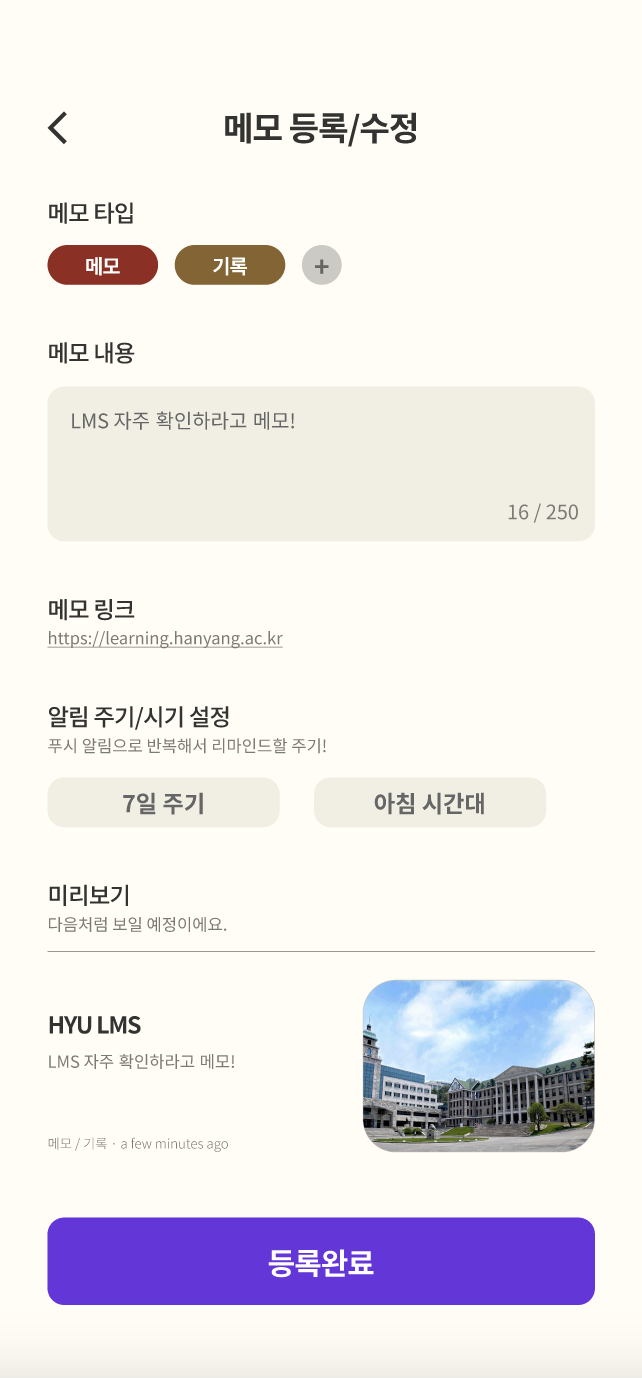 메모 등록/수정
메모 타입
메모 기록 +
메모 내용
LMS 자주 확인하라고 메모!
16 / 250
메모 링크
https://learning.hanyang.ac.kr
알림 주기/시기 설정
푸시 알림으로 반복해서 리마인드할 주기!
7일 주기 아침 시간대
미리보기
다음처럼 보일 예정이에요.
HYU LMS
LMS 자주 확인하라고 메모!
메모 / 기록 · a few minutes ago
등록완료